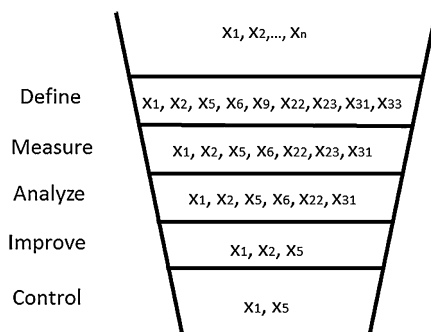 X1, X2,..., Xn
Define X1, X2, X5, X6, X9, X22, X23, X31,X33
Measure X1, X2, X5, X6, X22, X23, X31
Analyze X1, X2, X5, X6, X22, X31
Improve X1, X2, X5
Control X1, X5